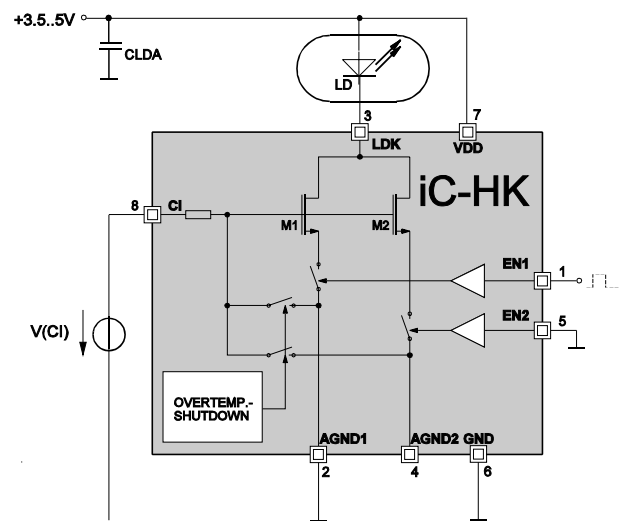 +3.5..5V
CLDA
LD
3
7
LDK
VDD
iC-HK
8
CI
M1
M2
EN1
1
EN2
5
V(CI)
OVERTEMP.-
SHUTDOWN
AGND1
AGND2
GND
2
4
6